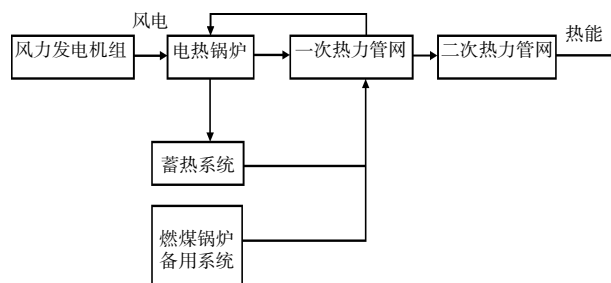 风电
热能
风力发电机组
电热锅炉
一次热力管网
二次热力管网
蓄热系统
燃煤锅炉
备用系统